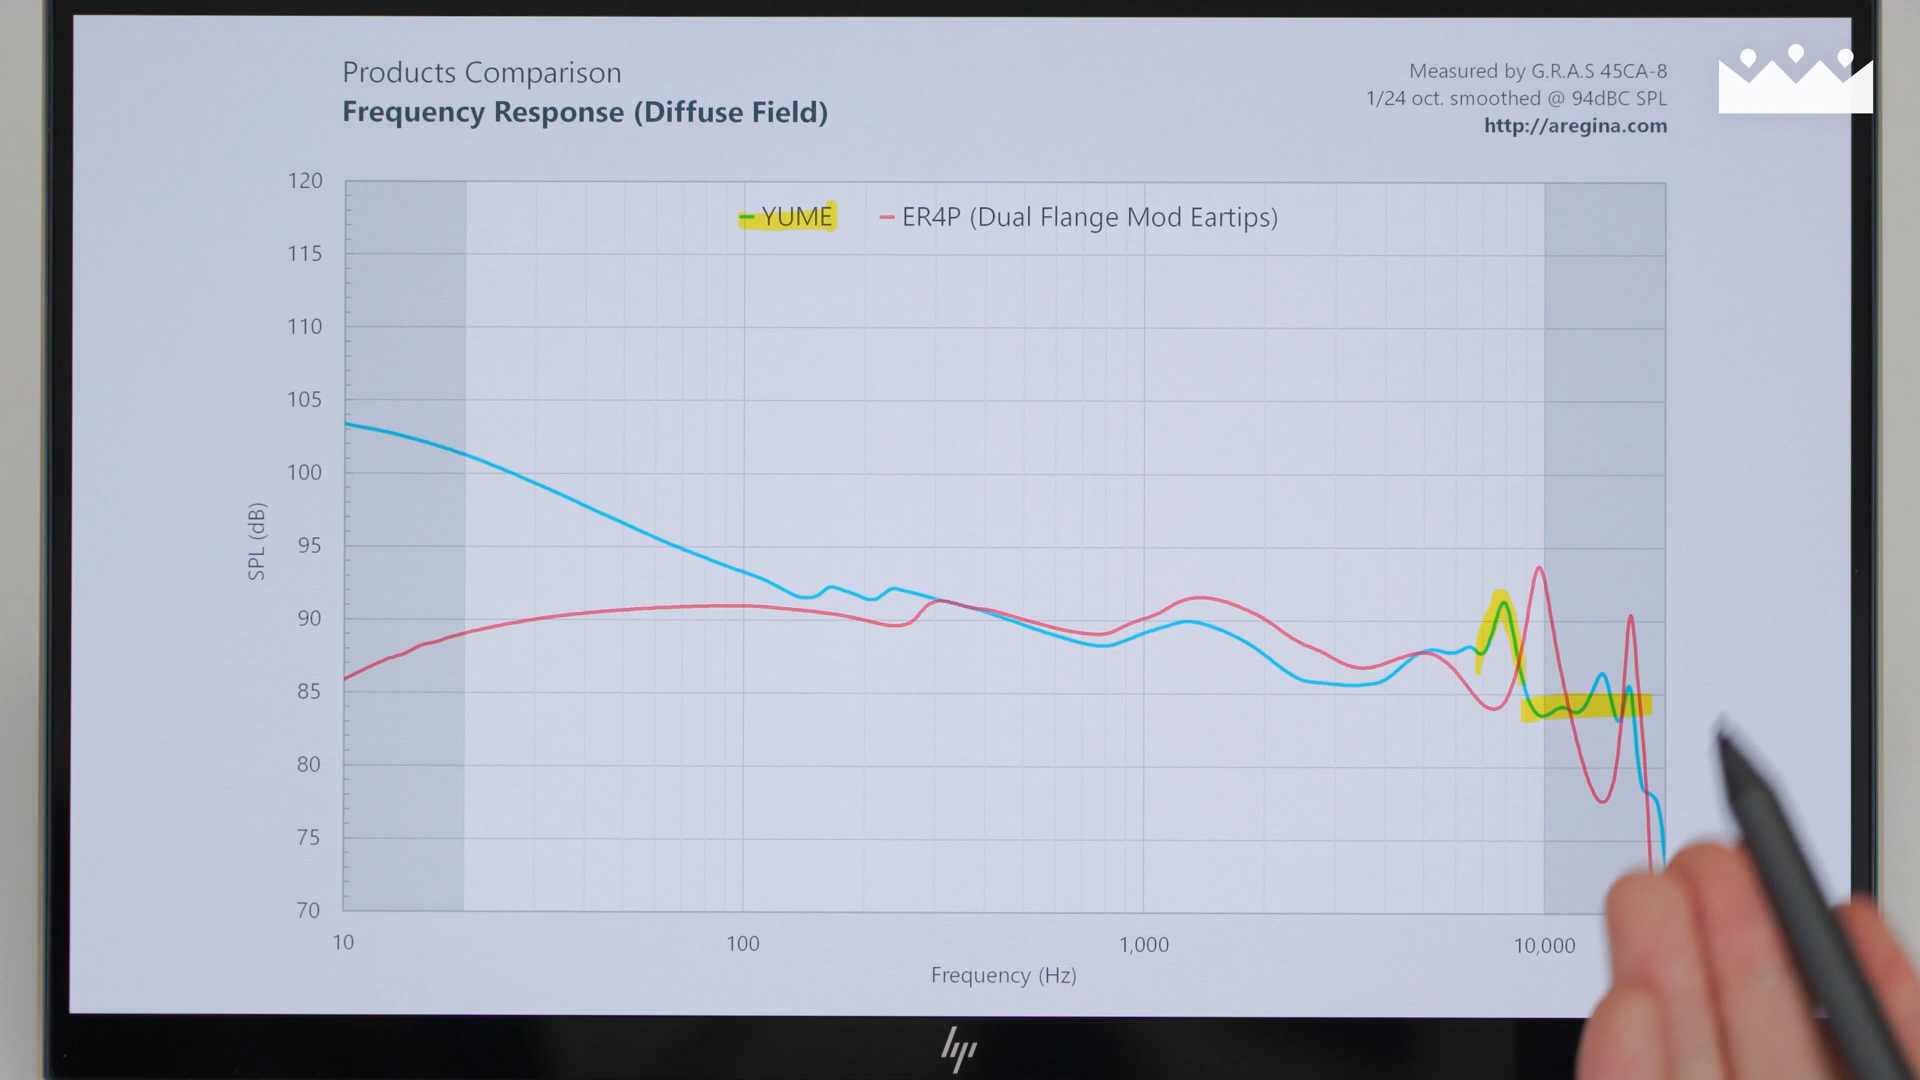 Products Comparison
Frequency Response (Diffuse Field)
Measured by G.R.A.S 45CA-8
1/24 oct. smoothed @ 94dBC SPL
http://aregina.com
YUME
ER4P (Dual Flange Mod Eartips)
120
115
110
105
100
95
90
85
80
75
70
SPL (dB)
10
100
1,000
10,000
Frequency (Hz)
hp